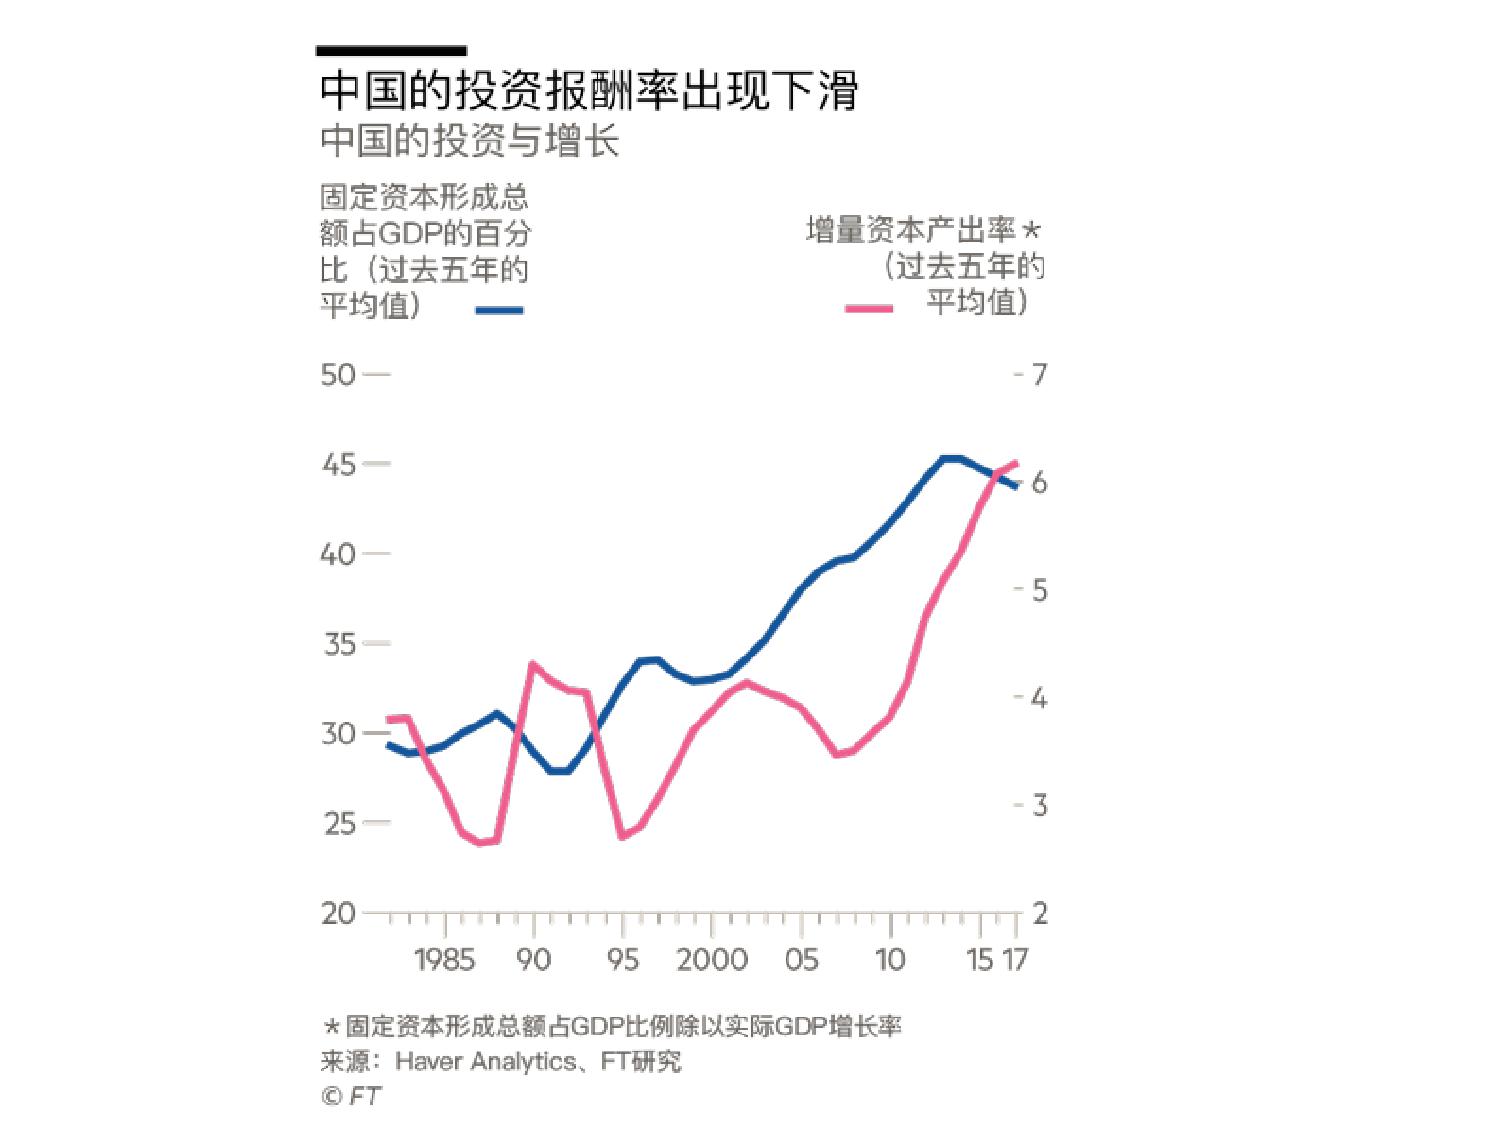 中国的投资报酬率出现下滑
中国的投资与增长
固定资本形成总
额占GDP的百分
比（过去五年的
平均值）
增量资本产出率*
（过去五年的
平均值）
50
45
40
35
30
25
20
7
6
5
4
3
2
1985 90 95 2000 05 10 15 17
*固定资本形成总额占GDP比例除以实际GDP增长率
来源：Haver Analytics、FT研究
© FT